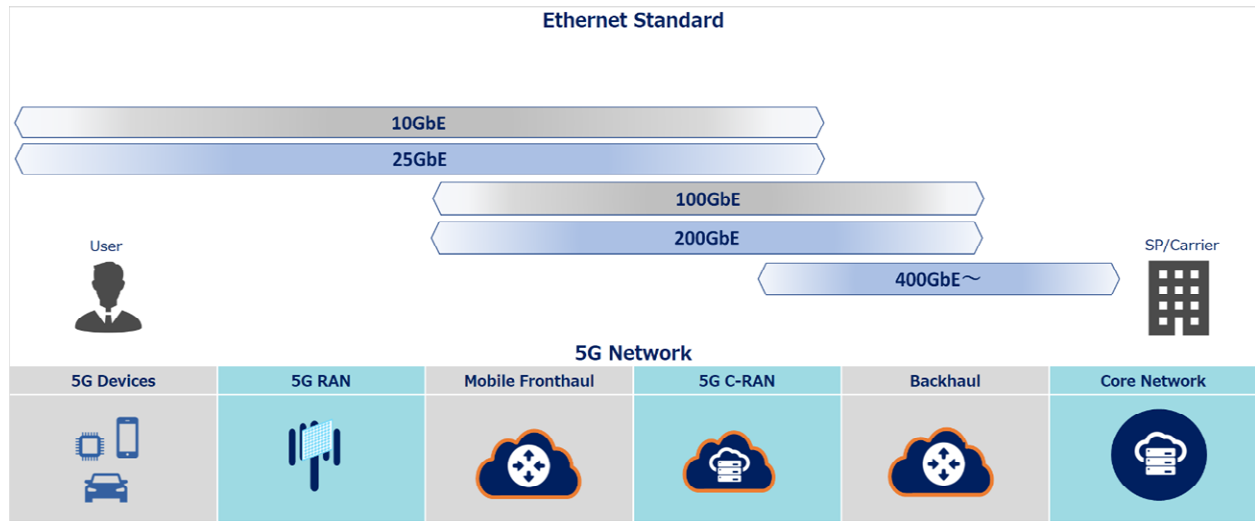 Ethernet Standard
10GbE
25GbE
100GbE
200GbE
User
SP/Carrier
400GbE～
5G Network
5G Devices
5G RAN
Mobile Fronthaul
5G C-RAN
Backhaul
Core Network